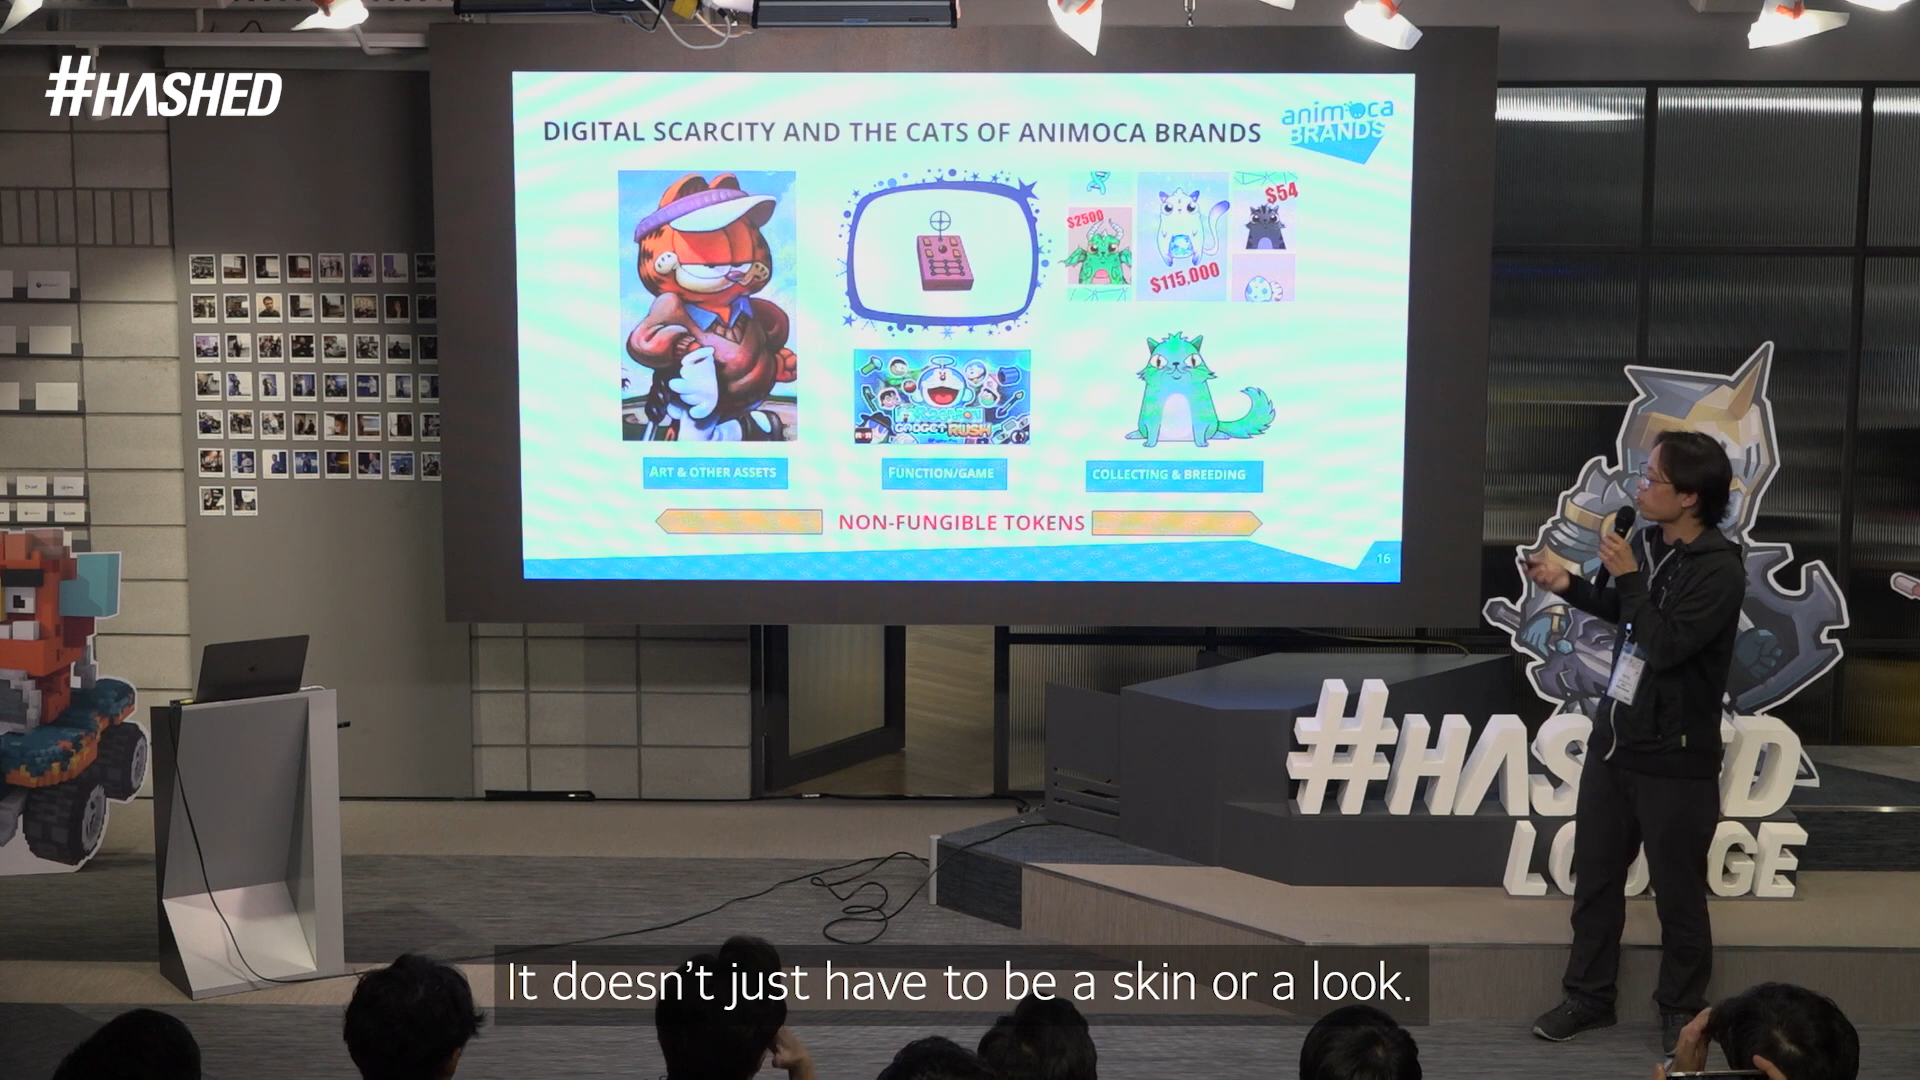 #HASHED
DIGITAL SCARCITY AND THE CATS OF ANIMOCA BRANDS
animoca
BRANDS
$2500
$54
$115,000
GADGET RUSH
ART & OTHER ASSETS
FUNCTION/GAME
COLLECTING & BREEDING
NON-FUNGIBLE TOKENS
16
#HAS D
LO GE
It doesn't just have to be a skin or a look.